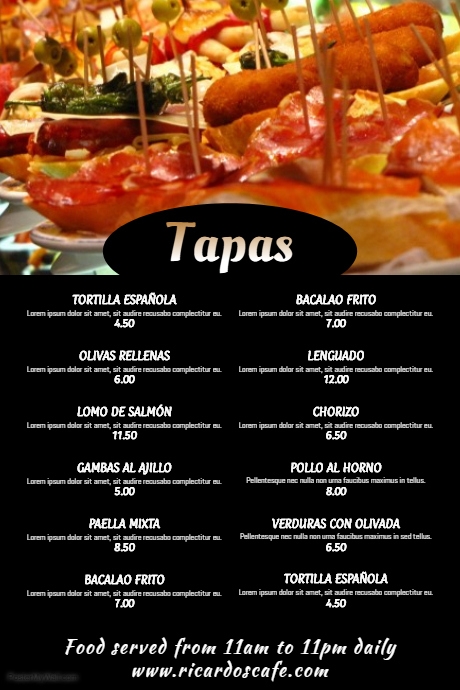 Tapas
TORTILLA ESPAÑOLA
Lorem ipsum dolor sit amet, sit audire recusabo complectitur eu.
4.50
OLIVAS RELLENAS
Lorem ipsum dolor sit amet, sit audire recusabo complectitur eu.
6.00
LOMO DE SALMÓN
Lorem ipsum dolor sit amet, sit audire recusabo complectitur eu.
11.50
GAMBAS AL AJILLO
Lorem ipsum dolor sit amet, sit audire recusabo complectitur eu.
5.00
PAELLA MIXTA
Lorem ipsum dolor sit amet, sit audire recusabo complectitur eu.
8.50
BACALAO FRITO
Lorem ipsum dolor sit amet, sit audire recusabo complectitur eu.
7.00
BACALAO FRITO
Lorem ipsum dolor sit amet, sit audire recusabo complectitur eu.
7.00
LENGUADO
Lorem ipsum dolor sit amet, sit audire recusabo complectitur eu.
12.00
CHORIZO
Lorem ipsum dolor sit amet, sit audire recusabo complectitur eu.
6.50
POLLO AL HORNO
Pellentesque nec nulla non urna faucibus maximus in tellus.
8.00
VERDURAS CON OLIVADA
Pellentesque nec nulla non urna faucibus maximus in sed tellus.
6.50
TORTILLA ESPAÑOLA
Lorem ipsum dolor sit amet, sit audire recusabo complectitur eu.
4.50
Food served from 11am to 11pm daily
www.ricardoscafe.com